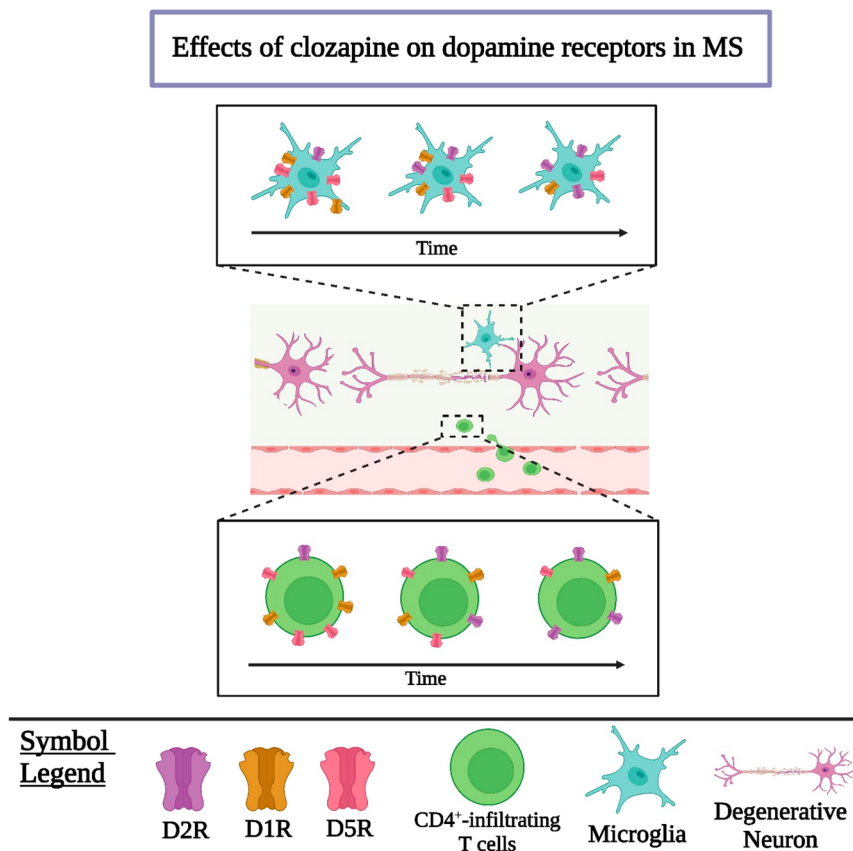 Effects of clozapine on dopamine receptors in MS
Time
Time
Symbol
Legend
D2R
D1R
D5R
CD4⁺-infiltrating
T cells
Microglia
Degenerative
Neuron